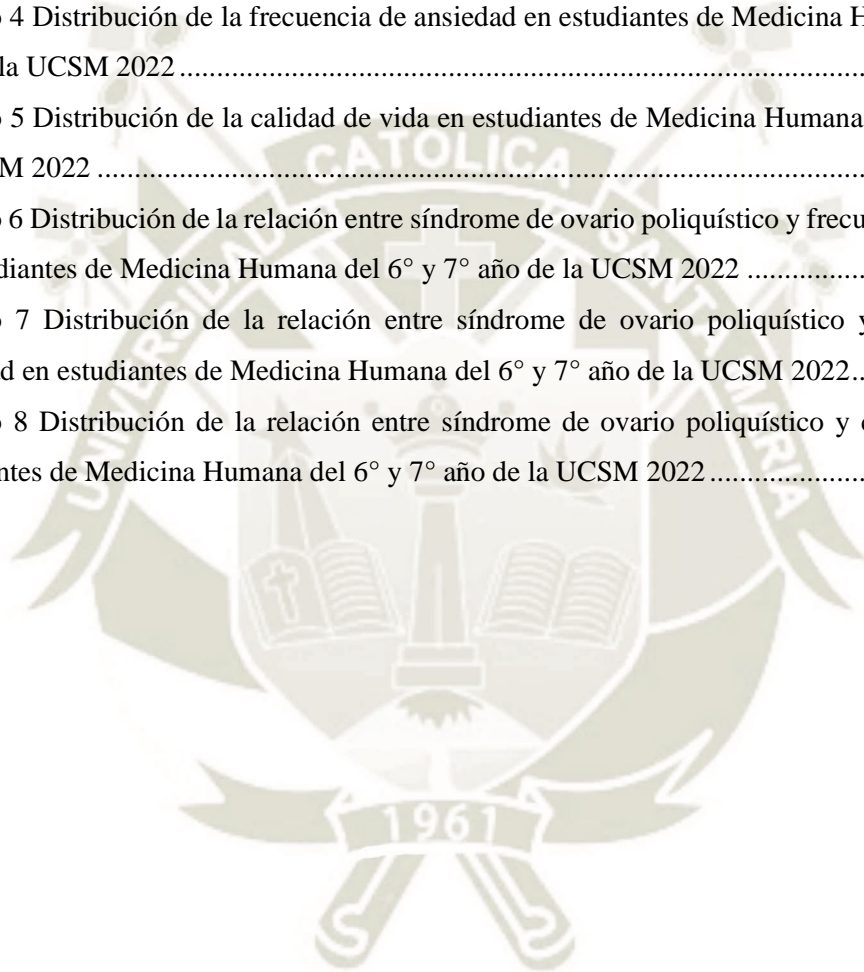 o 4 Distribución de la frecuencia de ansiedad en estudiantes de Medicina H
la UCSM 2022
o 5 Distribución de la calidad de vida en estudiantes de Medicina Humana
M 2022
o 6 Distribución de la relación entre síndrome de ovario poliquístico y frecu
diantes de Medicina Humana del 6° y 7° año de la UCSM 2022
o 7 Distribución de la relación entre síndrome de ovario poliquístico y
d en estudiantes de Medicina Humana del 6° y 7° año de la UCSM 2022
o 8 Distribución de la relación entre síndrome de ovario poliquístico y
ntes de Medicina Humana del 6° y 7° año de la UCSM 2022
UNIVERSIDAD CATÓLICA SANTA MARÍA
1961